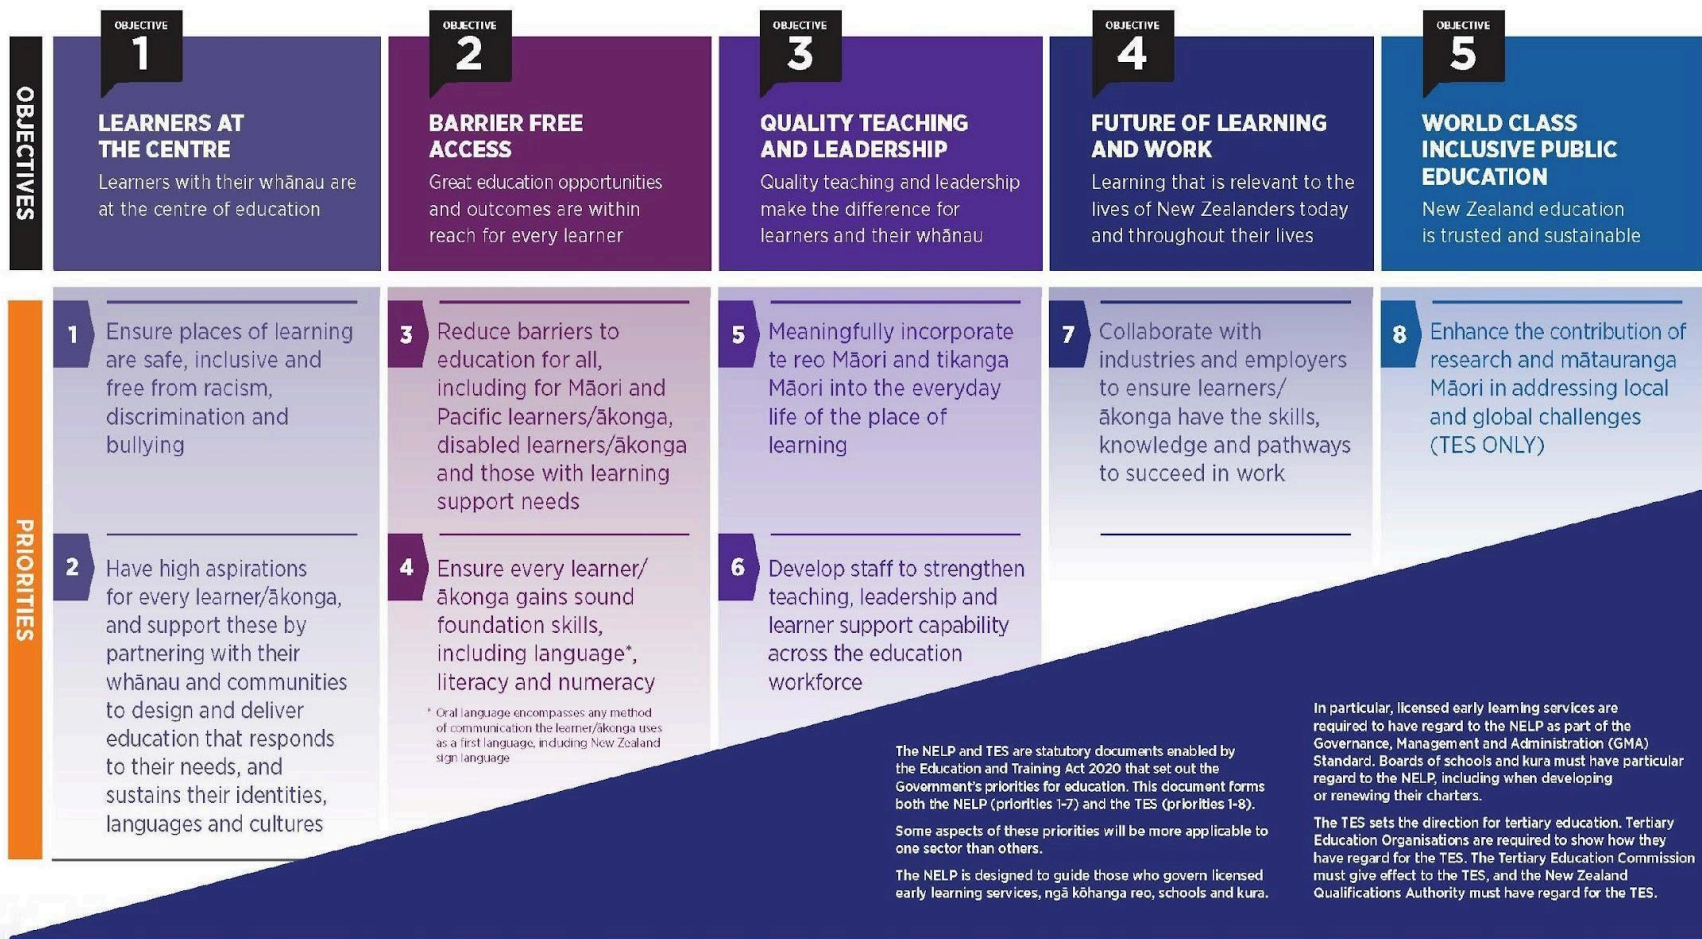 OBJECTIVES
OBJECTIVE
1
LEARNERS AT
THE CENTRE
Learners with their whānau are
at the centre of education
OBJECTIVE
2
BARRIER FREE
ACCESS
Great education opportunities
and outcomes are within
reach for every learner
OBJECTIVE
3
QUALITY TEACHING
AND LEADERSHIP
Quality teaching and leadership
make the difference for
learners and their whānau
OBJECTIVE
4
FUTURE OF LEARNING
AND WORK
Learning that is relevant to the
lives of New Zealanders today
and throughout their lives
OBJECTIVE
5
WORLD CLASS
INCLUSIVE PUBLIC
EDUCATION
New Zealand education
is trusted and sustainable
PRIORITIES
1
Ensure places of learning
are safe, inclusive and
free from racism,
discrimination and
bullying
2
Have high aspirations
for every learner/ākonga,
and support these by
partnering with their
whānau and communities
to design and deliver
education that responds
to their needs, and
sustains their identities,
languages and cultures
3
Reduce barriers to
education for all,
including for Māori and
Pacific learners/ākonga,
disabled learners/ākonga
and those with learning
support needs
4
Ensure every learner/
ākonga gains sound
foundation skills,
including language*,
literacy and numeracy
* Oral language encompasses any method
of communication the learner/ākonga uses
as a first language, including New Zealand
sign language
5
Meaningfully incorporate
te reo Māori and tikanga
Māori into the everyday
life of the place of
learning
6
Develop staff to strengthen
teaching, leadership and
learner support capability
across the education
workforce
7
Collaborate with
industries and employers
to ensure learners/
ākonga have the skills,
knowledge and pathways
to succeed in work
8
Enhance the contribution of
research and mātauranga
Māori in addressing local
and global challenges
(TES ONLY)
The NELP and TES are statutory documents enabled by
the Education and Training Act 2020 that set out the
Government's priorities for education. This document forms
both the NELP (priorities 1-7) and the TES (priorities 1-8).
Some aspects of these priorities will be more applicable to
one sector than others.
The NELP is designed to guide those who govern licensed
early learning services, ngā kōhanga reo, schools and kura.
In particular, licensed early learning services are
required to have regard to the NELP as part of the
Governance, Management and Administration (GMA)
Standard. Boards of schools and kura must have particular
regard to the NELP, including when developing
or renewing their charters.
The TES sets the direction for tertiary education. Tertiary
Education Organisations are required to show how they
have regard for the TES. The Tertiary Education Commission
must give effect to the TES, and the New Zealand
Qualifications Authority must have regard for the TES.